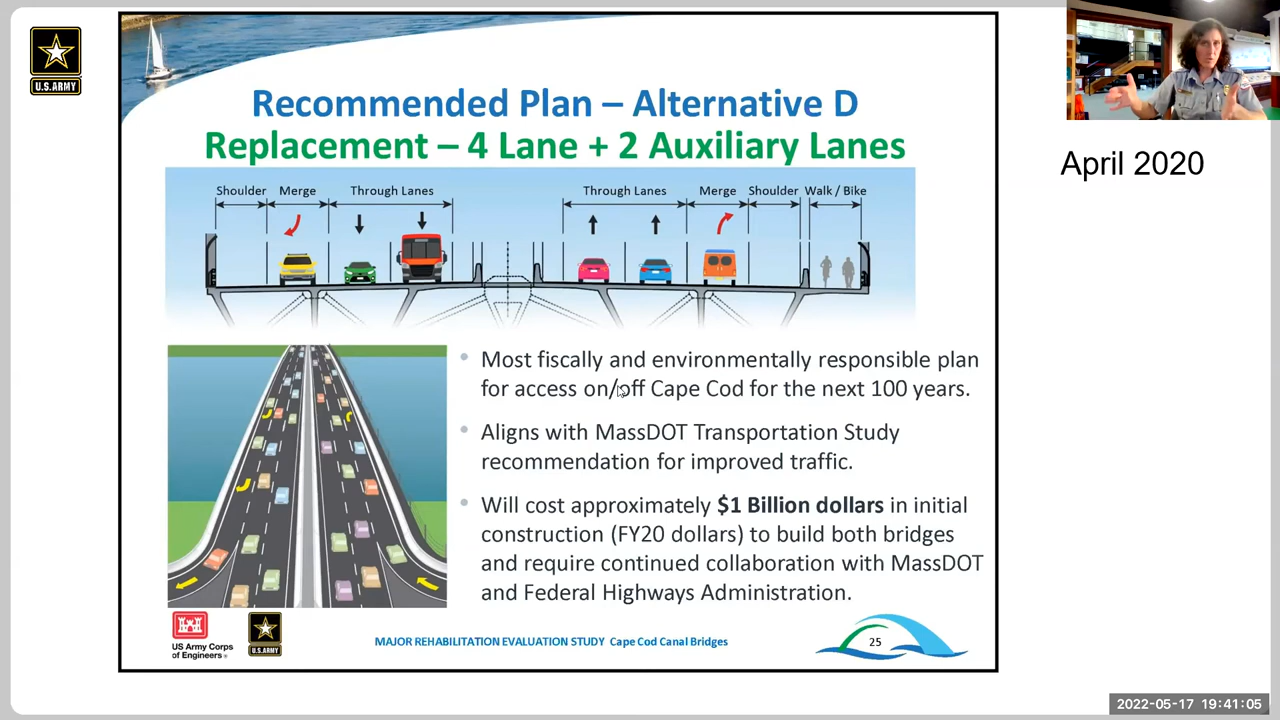 U.S.ARMY
Recommended Plan – Alternative D
Replacement – 4 Lane + 2 Auxiliary Lanes
Shoulder Merge Through Lanes Through Lanes Merge Shoulder Walk / Bike
Most fiscally and environmentally responsible plan
for access on/off Cape Cod for the next 100 years.
Aligns with MassDOT Transportation Study
recommendation for improved traffic.
Will cost approximately $1 Billion dollars in initial
construction (FY20 dollars) to build both bridges
and require continued collaboration with MassDOT
and Federal Highways Administration.
US Army Corps
of Engineers®
U.S.ARMY
MAJOR REHABILITATION EVALUATION STUDY Cape Cod Canal Bridges
25
April 2020
2022-05-17 19:41:05